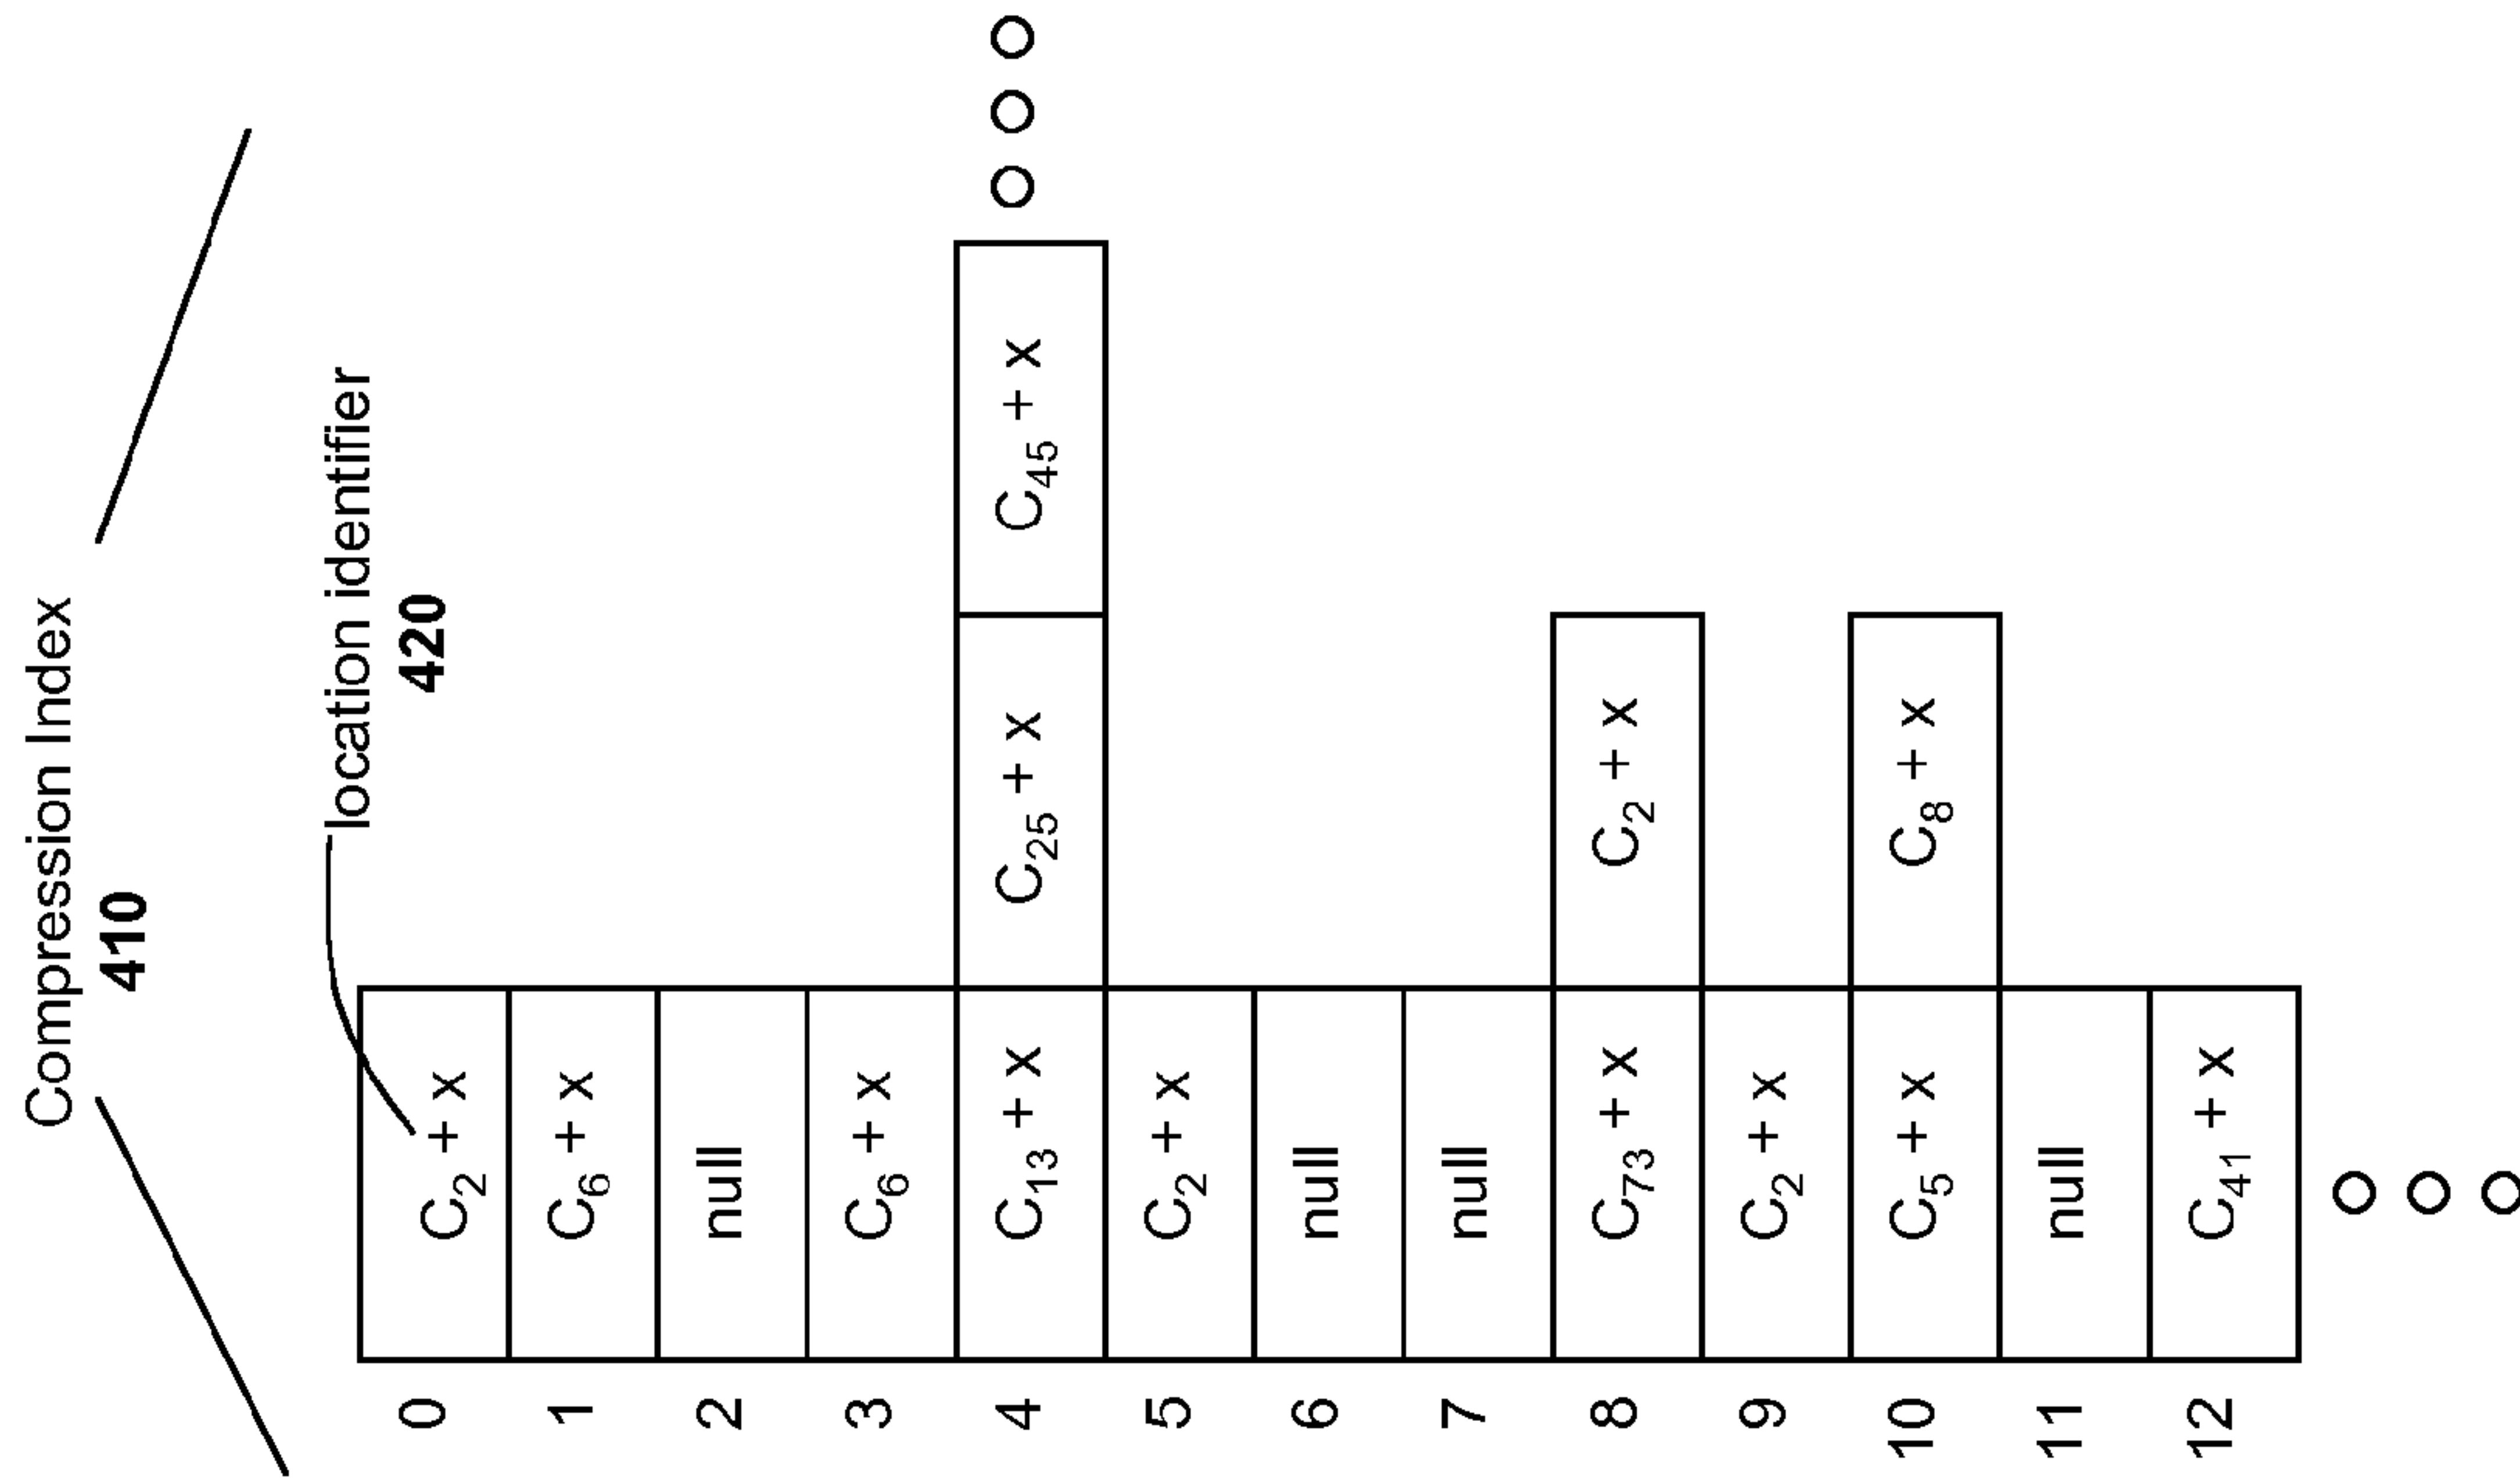 Compression Index
410
location identifier
420
0 C₂ + x
1 C₆ + x
2 null
3 C₆ + x
4 C₁₃ + x C₂₅ + x C₄₅ + x
5 C₂ + x
6 null
7 null
8 C₇₃ + x C₂ + x
9 C₂ + x
10 C₅ + x C₈ + x
11 null
12 C₄₁ + x